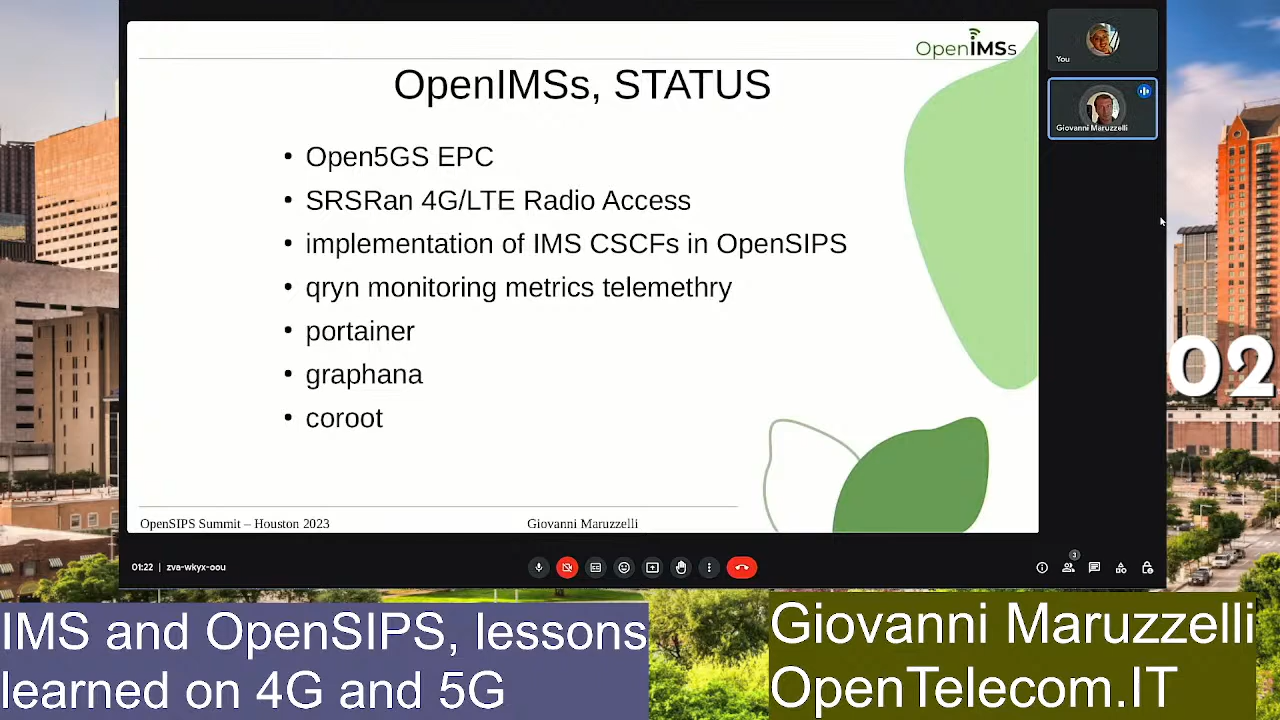 OpenIMSs
OpenIMSs, STATUS
• Open5GS EPC
• SRSRan 4G/LTE Radio Access
• implementation of IMS CSCFs in OpenSIPS
• qryn monitoring metrics telemethry
• portainer
• graphana
• coroot
OpenSIPS Summit – Houston 2023
Giovanni Maruzzelli
You
Giovanni Maruzzelli
02
01:22 | zva-wkyx-oou
3
IMS and OpenSIPS, lessons
learned on 4G and 5G
Giovanni Maruzzelli
OpenTelecom.IT